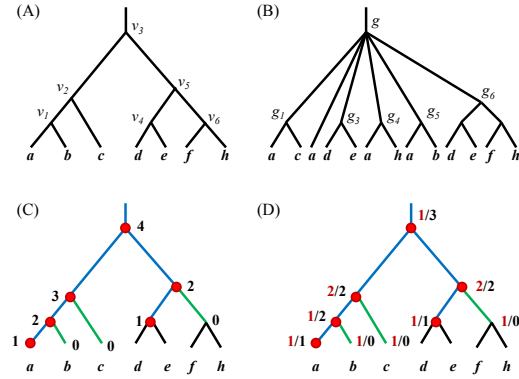 (A)
v3
v2
v5
v1
v4
v6
a b c d e f h
(B)
g
g1
g3
g4
g5
g6
a c a d e a h a b d e f h
(C)
4
3
2
2
1
0
1
0
0
a b c d e f h
(D)
1/3
2/2
2/2
1/2
1/1
1/0
1/1
1/0
1/0
a b c d e f h